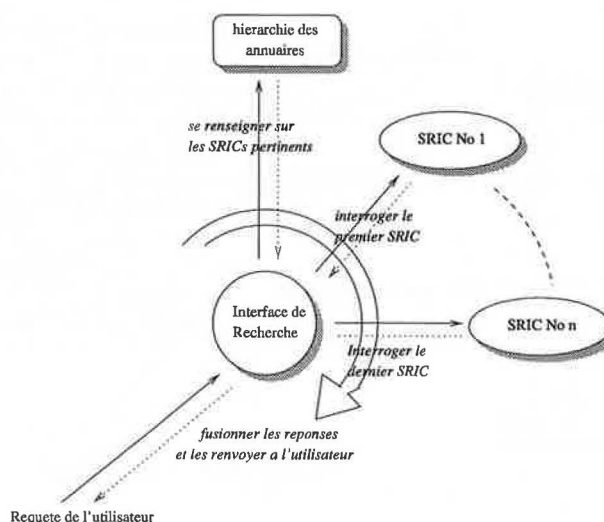 hierarchie des
annuaires
se renseigner sur
les SRICs pertinents
SRIC No 1
interroger le
premier SRIC
Interface de
Recherche
SRIC No n
Interroger le
dernier SRIC
fusionner les reponses
et les renvoyer a l'utilisateur
Requete de l'utilisateur